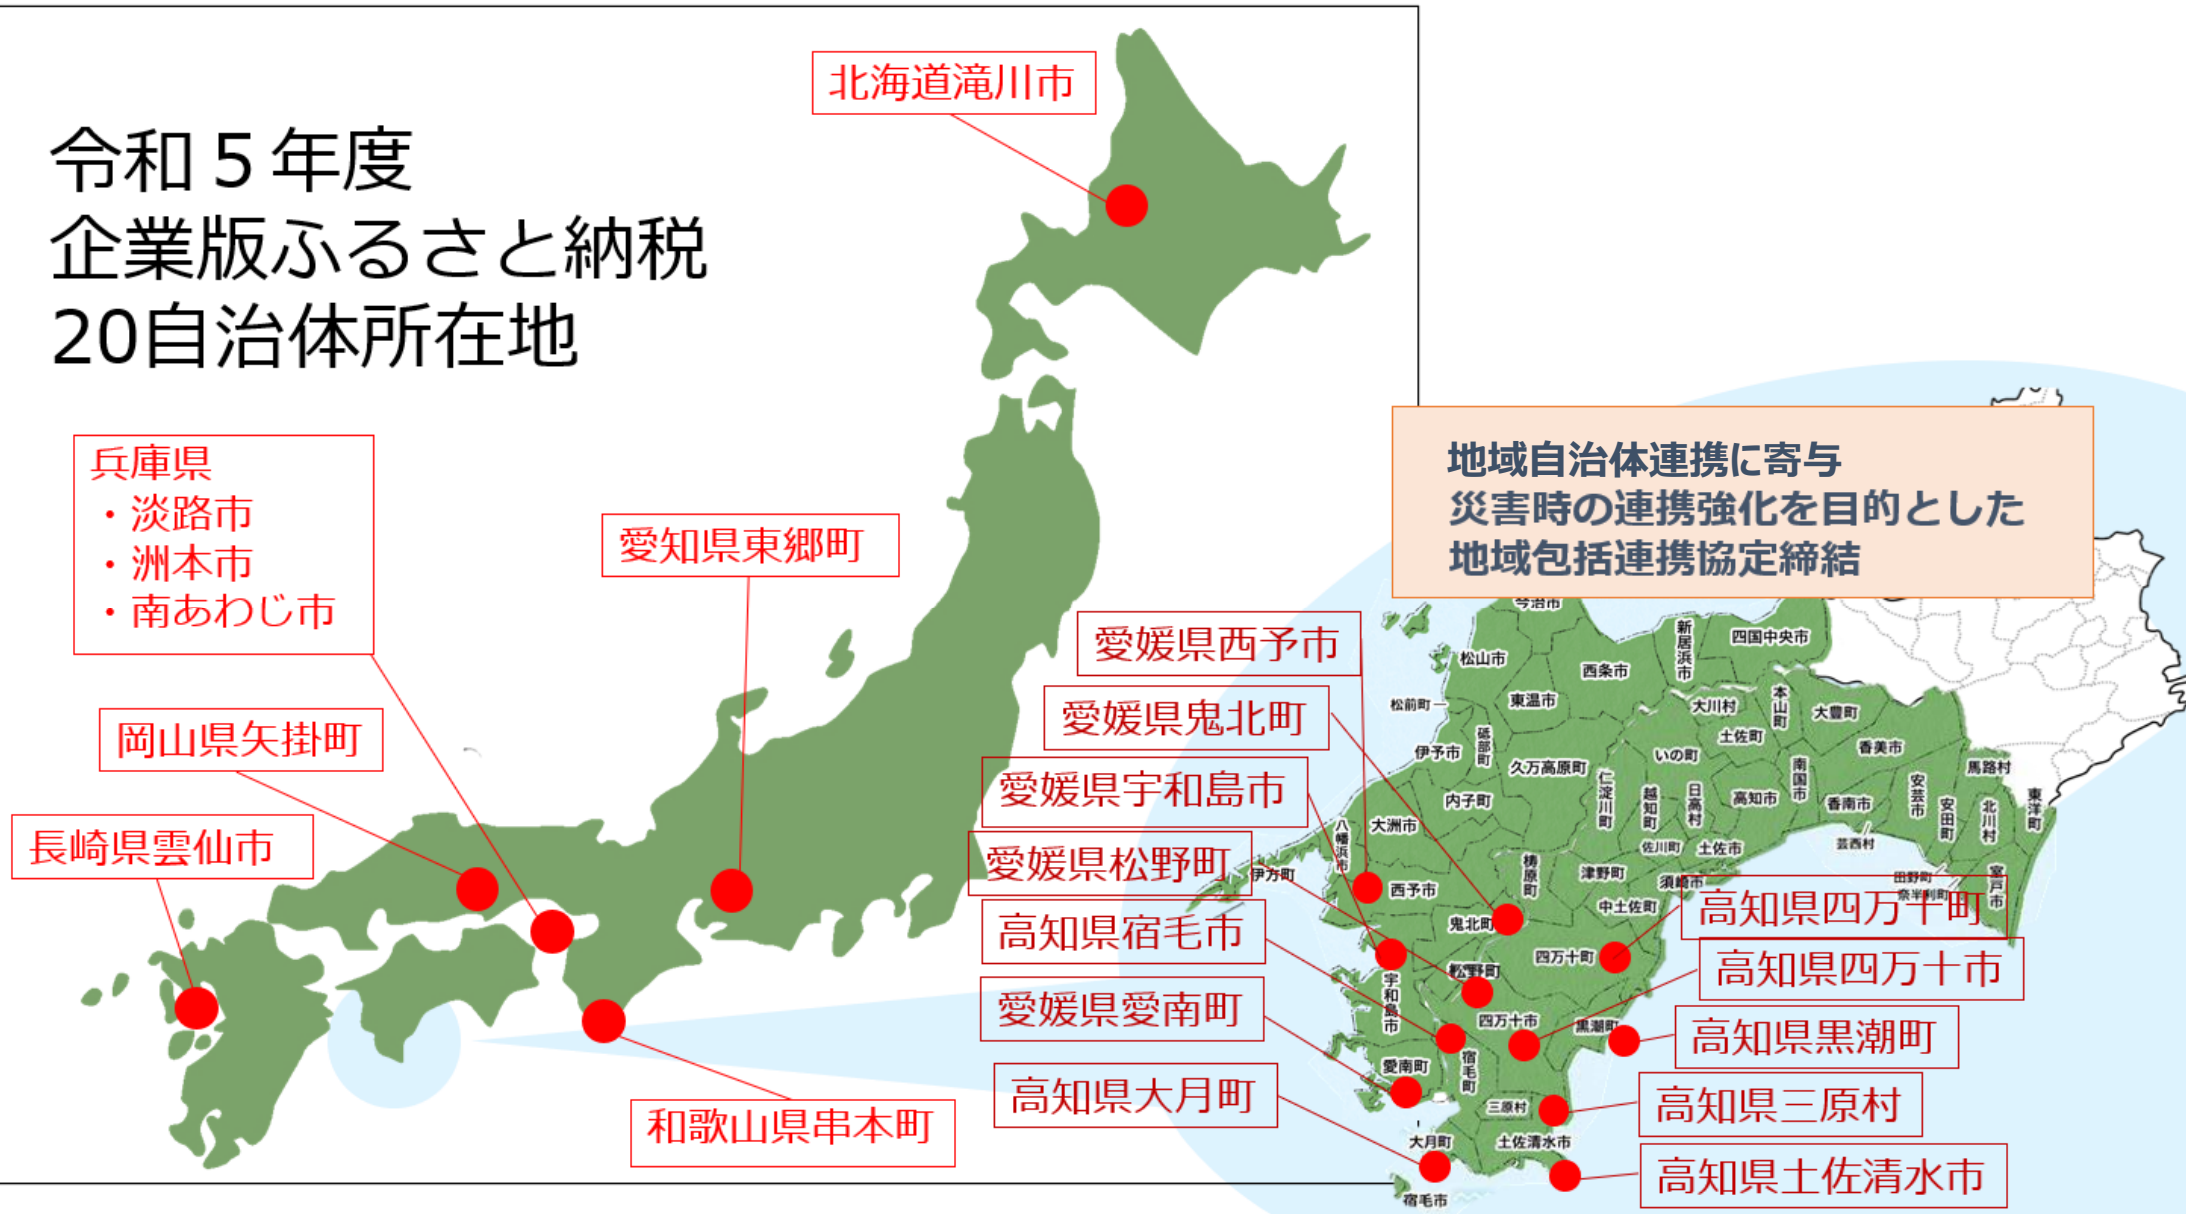 令和５年度
企業版ふるさと納税
20自治体所在地
北海道滝川市
兵庫県
・淡路市
・洲本市
・南あわじ市
愛知県東郷町
岡山県矢掛町
長崎県雲仙市
和歌山県串本町
地域自治体連携に寄与
災害時の連携強化を目的とした
地域包括連携協定締結
愛媛県西予市
愛媛県鬼北町
愛媛県宇和島市
愛媛県松野町
高知県宿毛市
愛媛県愛南町
高知県大月町
高知県四万十町
高知県四万十市
高知県黒潮町
高知県三原村
高知県土佐清水市
今治市
松山市
西条市
新居浜市
四国中央市
松前町
東温市
大川村
本山町
大豊町
土佐町
伊予市
砥部町
久万高原町
いの町
香美市
仁淀川町
南国市
馬路村
内子町
越知町
日高村
高知市
香南市
安芸市
安田町
北川村
東洋町
八幡浜市
大洲市
佐川町
土佐市
芸西村
伊方町
梼原町
津野町
須崎市
田野町
奈半利町
室戸市
西予市
中土佐町
鬼北町
四万十町
松野町
宇和島市
四万十市
黒潮町
愛南町
宿毛町
三原村
大月町
土佐清水市
宿毛市